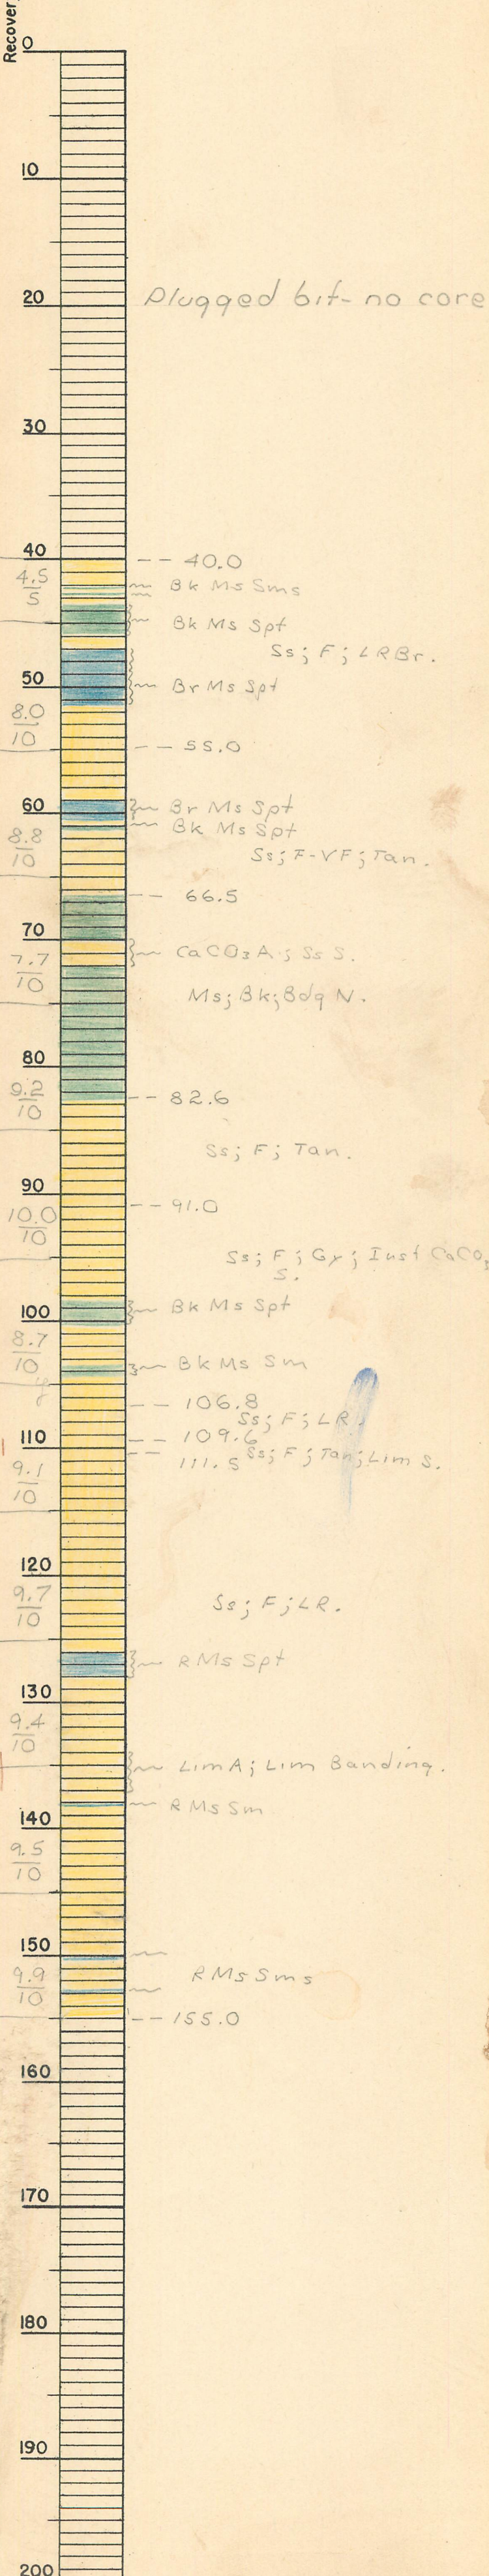 Recovery
0
10
20 Plugged bit- no core
30
40 -- 40.0
4.5/5 Bk Ms Sms
Bk Ms Spt
Ss; F; LRBr.
50 Br Ms Spt
8.0/10
-- 55.0
60 Br Ms Spt
Bk Ms Spt
8.8/10
Ss; F-VF; Tan.
-- 66.5
70
7.7/10 CaCO3 A; Ss S.
Ms; Bk; Bdg N.
80
9.2/10 -- 82.6
Ss; F; Tan.
90
-- 91.0
10.0/10
Ss; F; Gy; Inst CaCO3
S.
100 Bk Ms Spt
8.7/10 Bk Ms Sm
-- 106.8
Ss; F; LR.
110 -- 109.6
-- 111.5 Ss; F; Tan; Lim S.
9.1/10
120
9.7/10 Ss; F; LR.
R Ms Spt
130
9.4/10
Lim A; Lim Banding.
R Ms Sm
140
9.5/10
150
9.9/10 R Ms Sms
-- 155.0
160
170
180
190
200